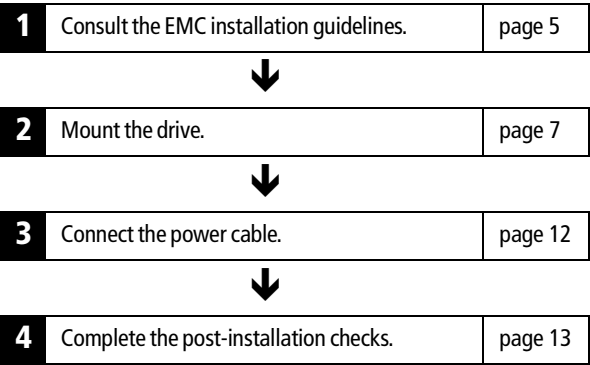 1 Consult the EMC installation guidelines. page 5
2 Mount the drive. page 7
3 Connect the power cable. page 12
4 Complete the post-installation checks. page 13